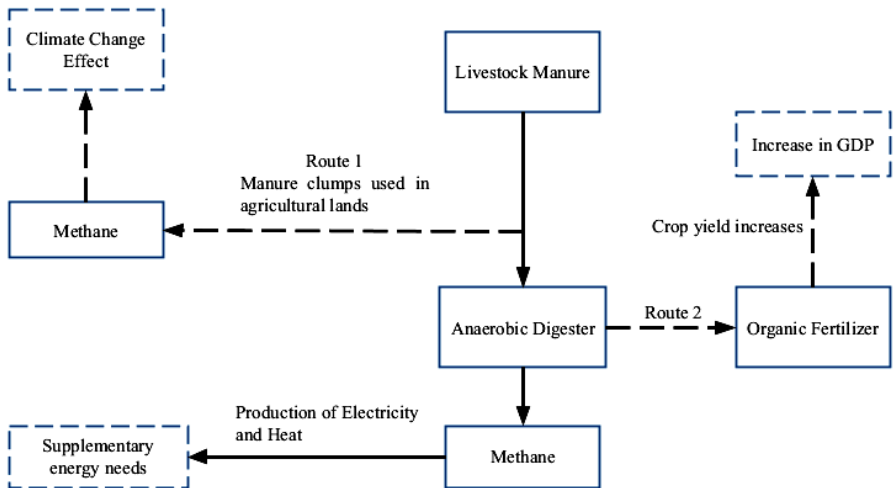 Climate Change
Effect
Livestock Manure
Increase in GDP
Route 1
Manure clumps used in
agricultural lands
Methane
Crop yield increases
Anaerobic Digester
Route 2
Organic Fertilizer
Production of Electricity
and Heat
Supplementary
energy needs
Methane